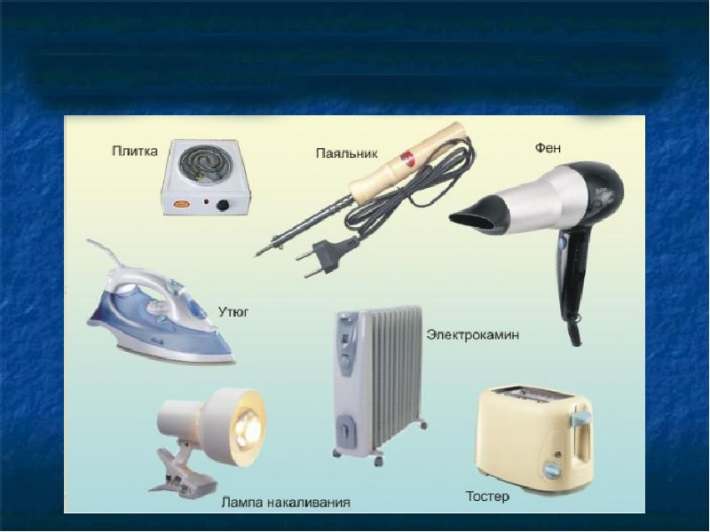 Плитка
Паяльник
Фен
Утюг
Электрокамин
Лампа накаливания
Тостер